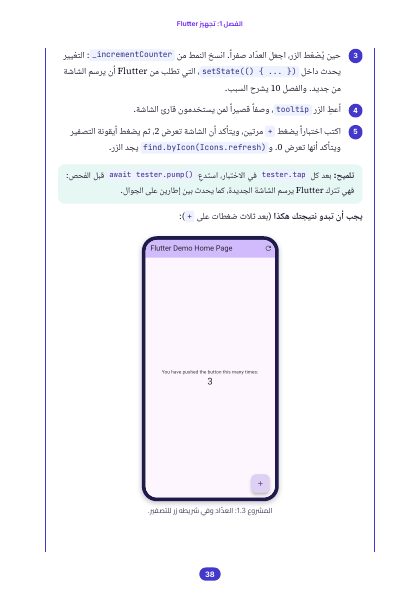 الفصل 1: تجهيز Flutter
3 حين يُضغط الزر، اجعل العدّاد صفراً. انسخ النمط من _incrementCounter : التغيير
يحدث داخل setState(() { ... }) ، التي تطلب من Flutter أن يرسم الشاشة
من جديد. والفصل 10 يشرح السبب.
4 أعطِ الزر tooltip ، وصفاً قصيراً لمن يستخدمون قارئ الشاشة.
5 اكتب اختباراً يضغط + مرتين، ويتأكد أن الشاشة تعرض 2، ثم يضغط أيقونة التصفير
ويتأكد أنها تعرض 0. و find.byIcon(Icons.refresh) يجد الزر.
تلميح: بعد كل tester.tap في الاختبار، استدعِ await tester.pump() قبل الفحص:
فهي تترك Flutter يرسم الشاشة الجديدة، كما يحدث بين إطارين على الجوال.
يجب أن تبدو نتيجتك هكذا (بعد ثلاث ضغطات على + ):
Flutter Demo Home Page
You have pushed the button this many times:
3
+
المشروع 1.3: العدّاد وفي شريطه زر للتصفير.
38